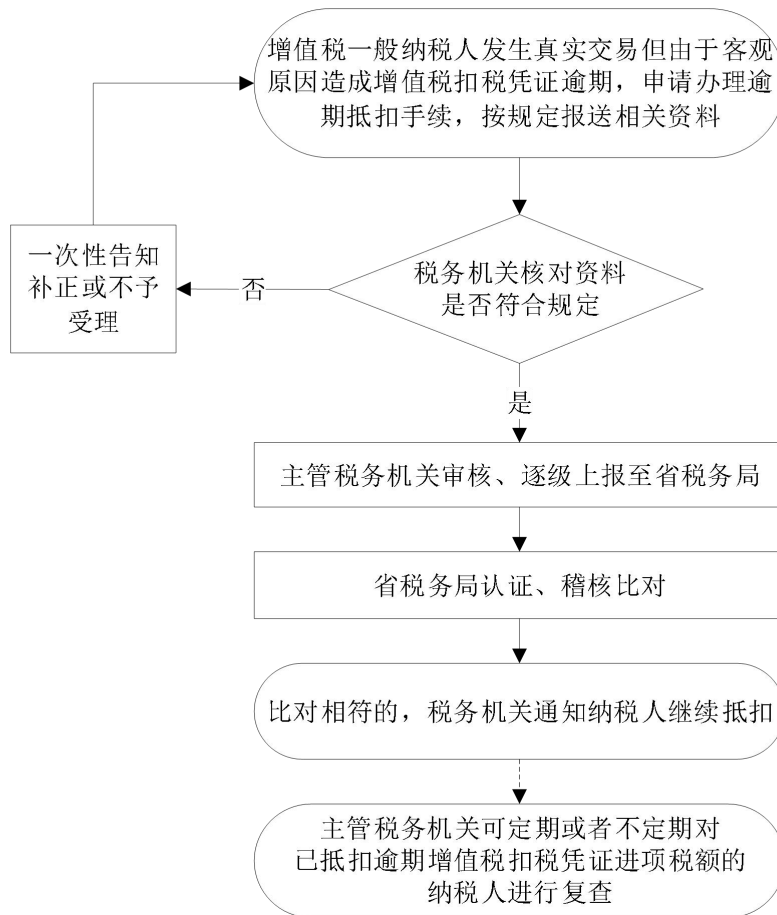 增值税一般纳税人发生真实交易但由于客观
原因造成增值税扣税凭证逾期，申请办理逾
期抵扣手续，按规定报送相关资料
一次性告知
补正或不予
受理
否
税务机关核对资料
是否符合规定
是
主管税务机关审核、逐级上报至省税务局
省税务局认证、稽核比对
比对相符的，税务机关通知纳税人继续抵扣
主管税务机关可定期或者不定期对
已抵扣逾期增值税扣税凭证进项税额的
纳税人进行复查